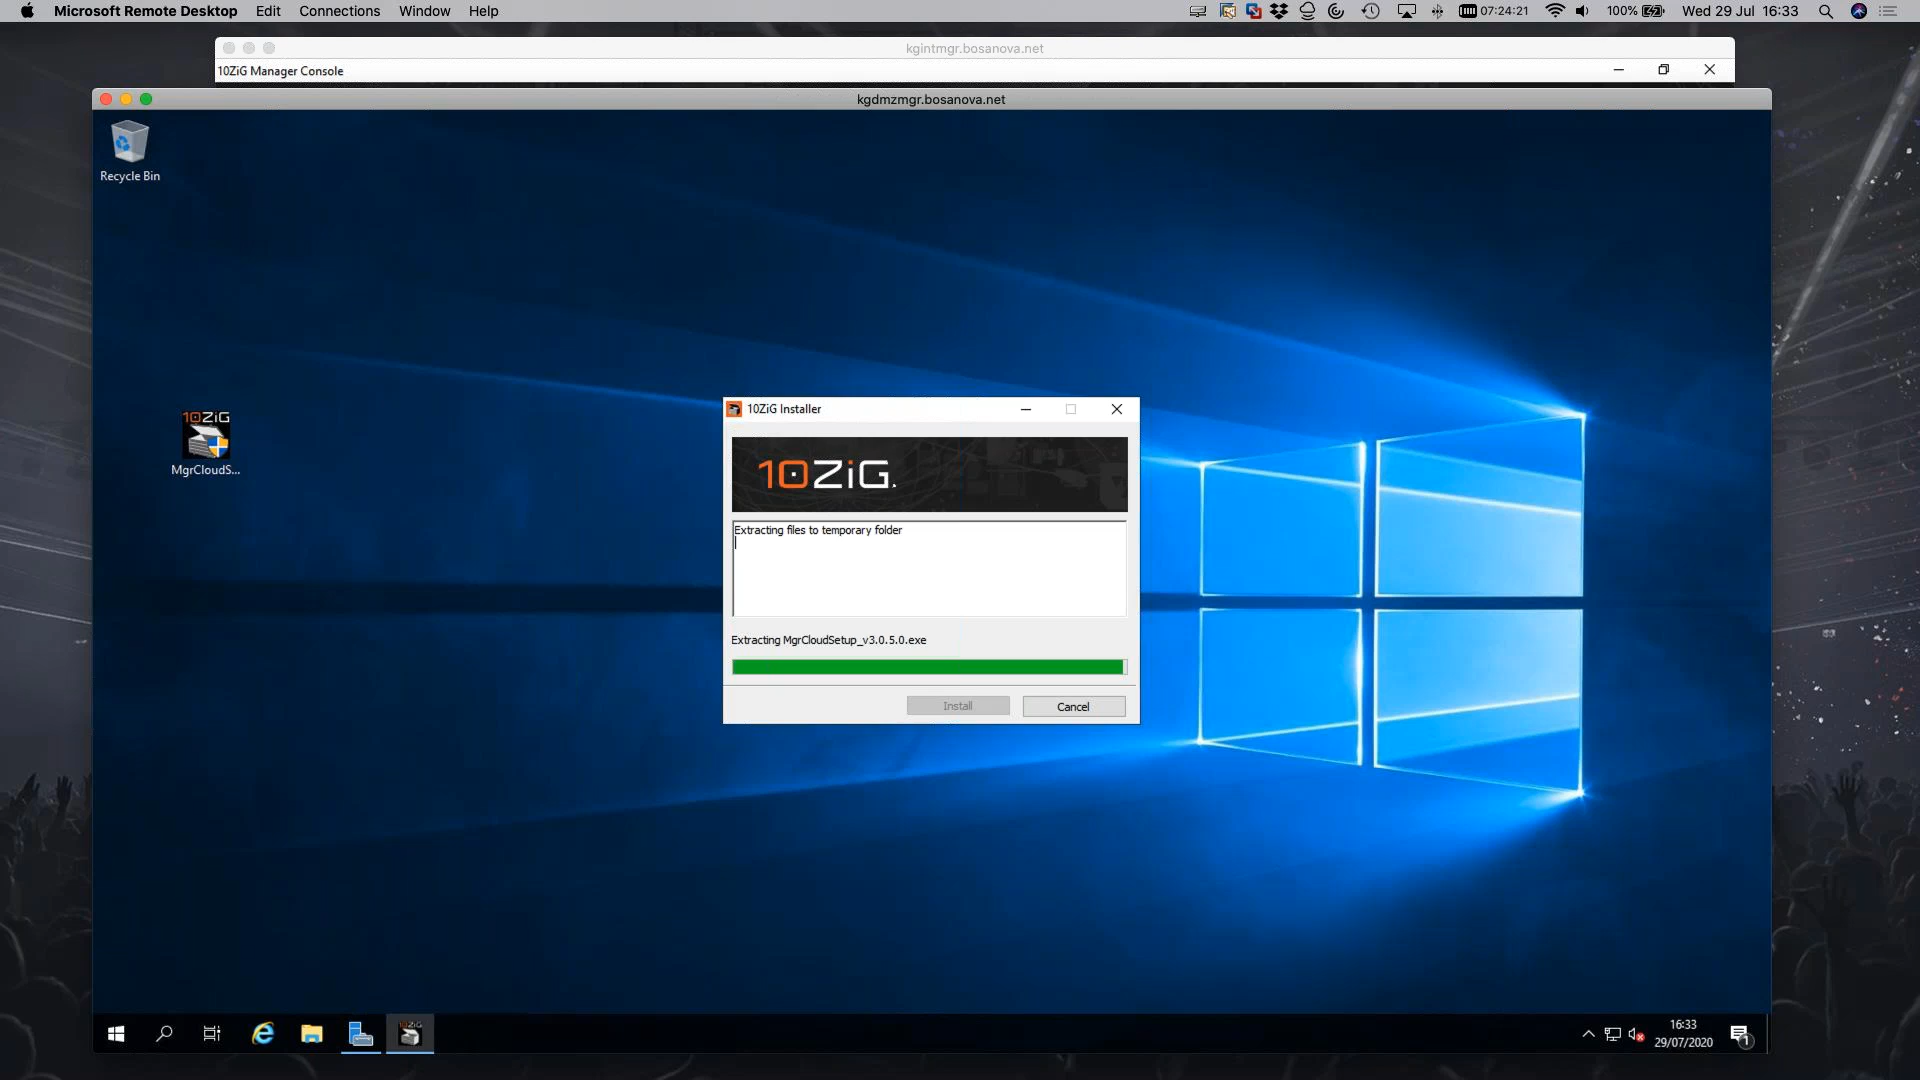 Microsoft Remote Desktop Edit Connections Window Help 07:24:21 100% Wed 29 Jul 16:33
kgintmgr.bosanova.net
10ZiG Manager Console
kgdmzmgr.bosanova.net
Recycle Bin
10ZiG
MgrCloudS...
10ZiG Installer
10ZiG.
Extracting files to temporary folder
Extracting MgrCloudSetup_v3.0.5.0.exe
Install Cancel
10ZiG
16:33
29/07/2020
1